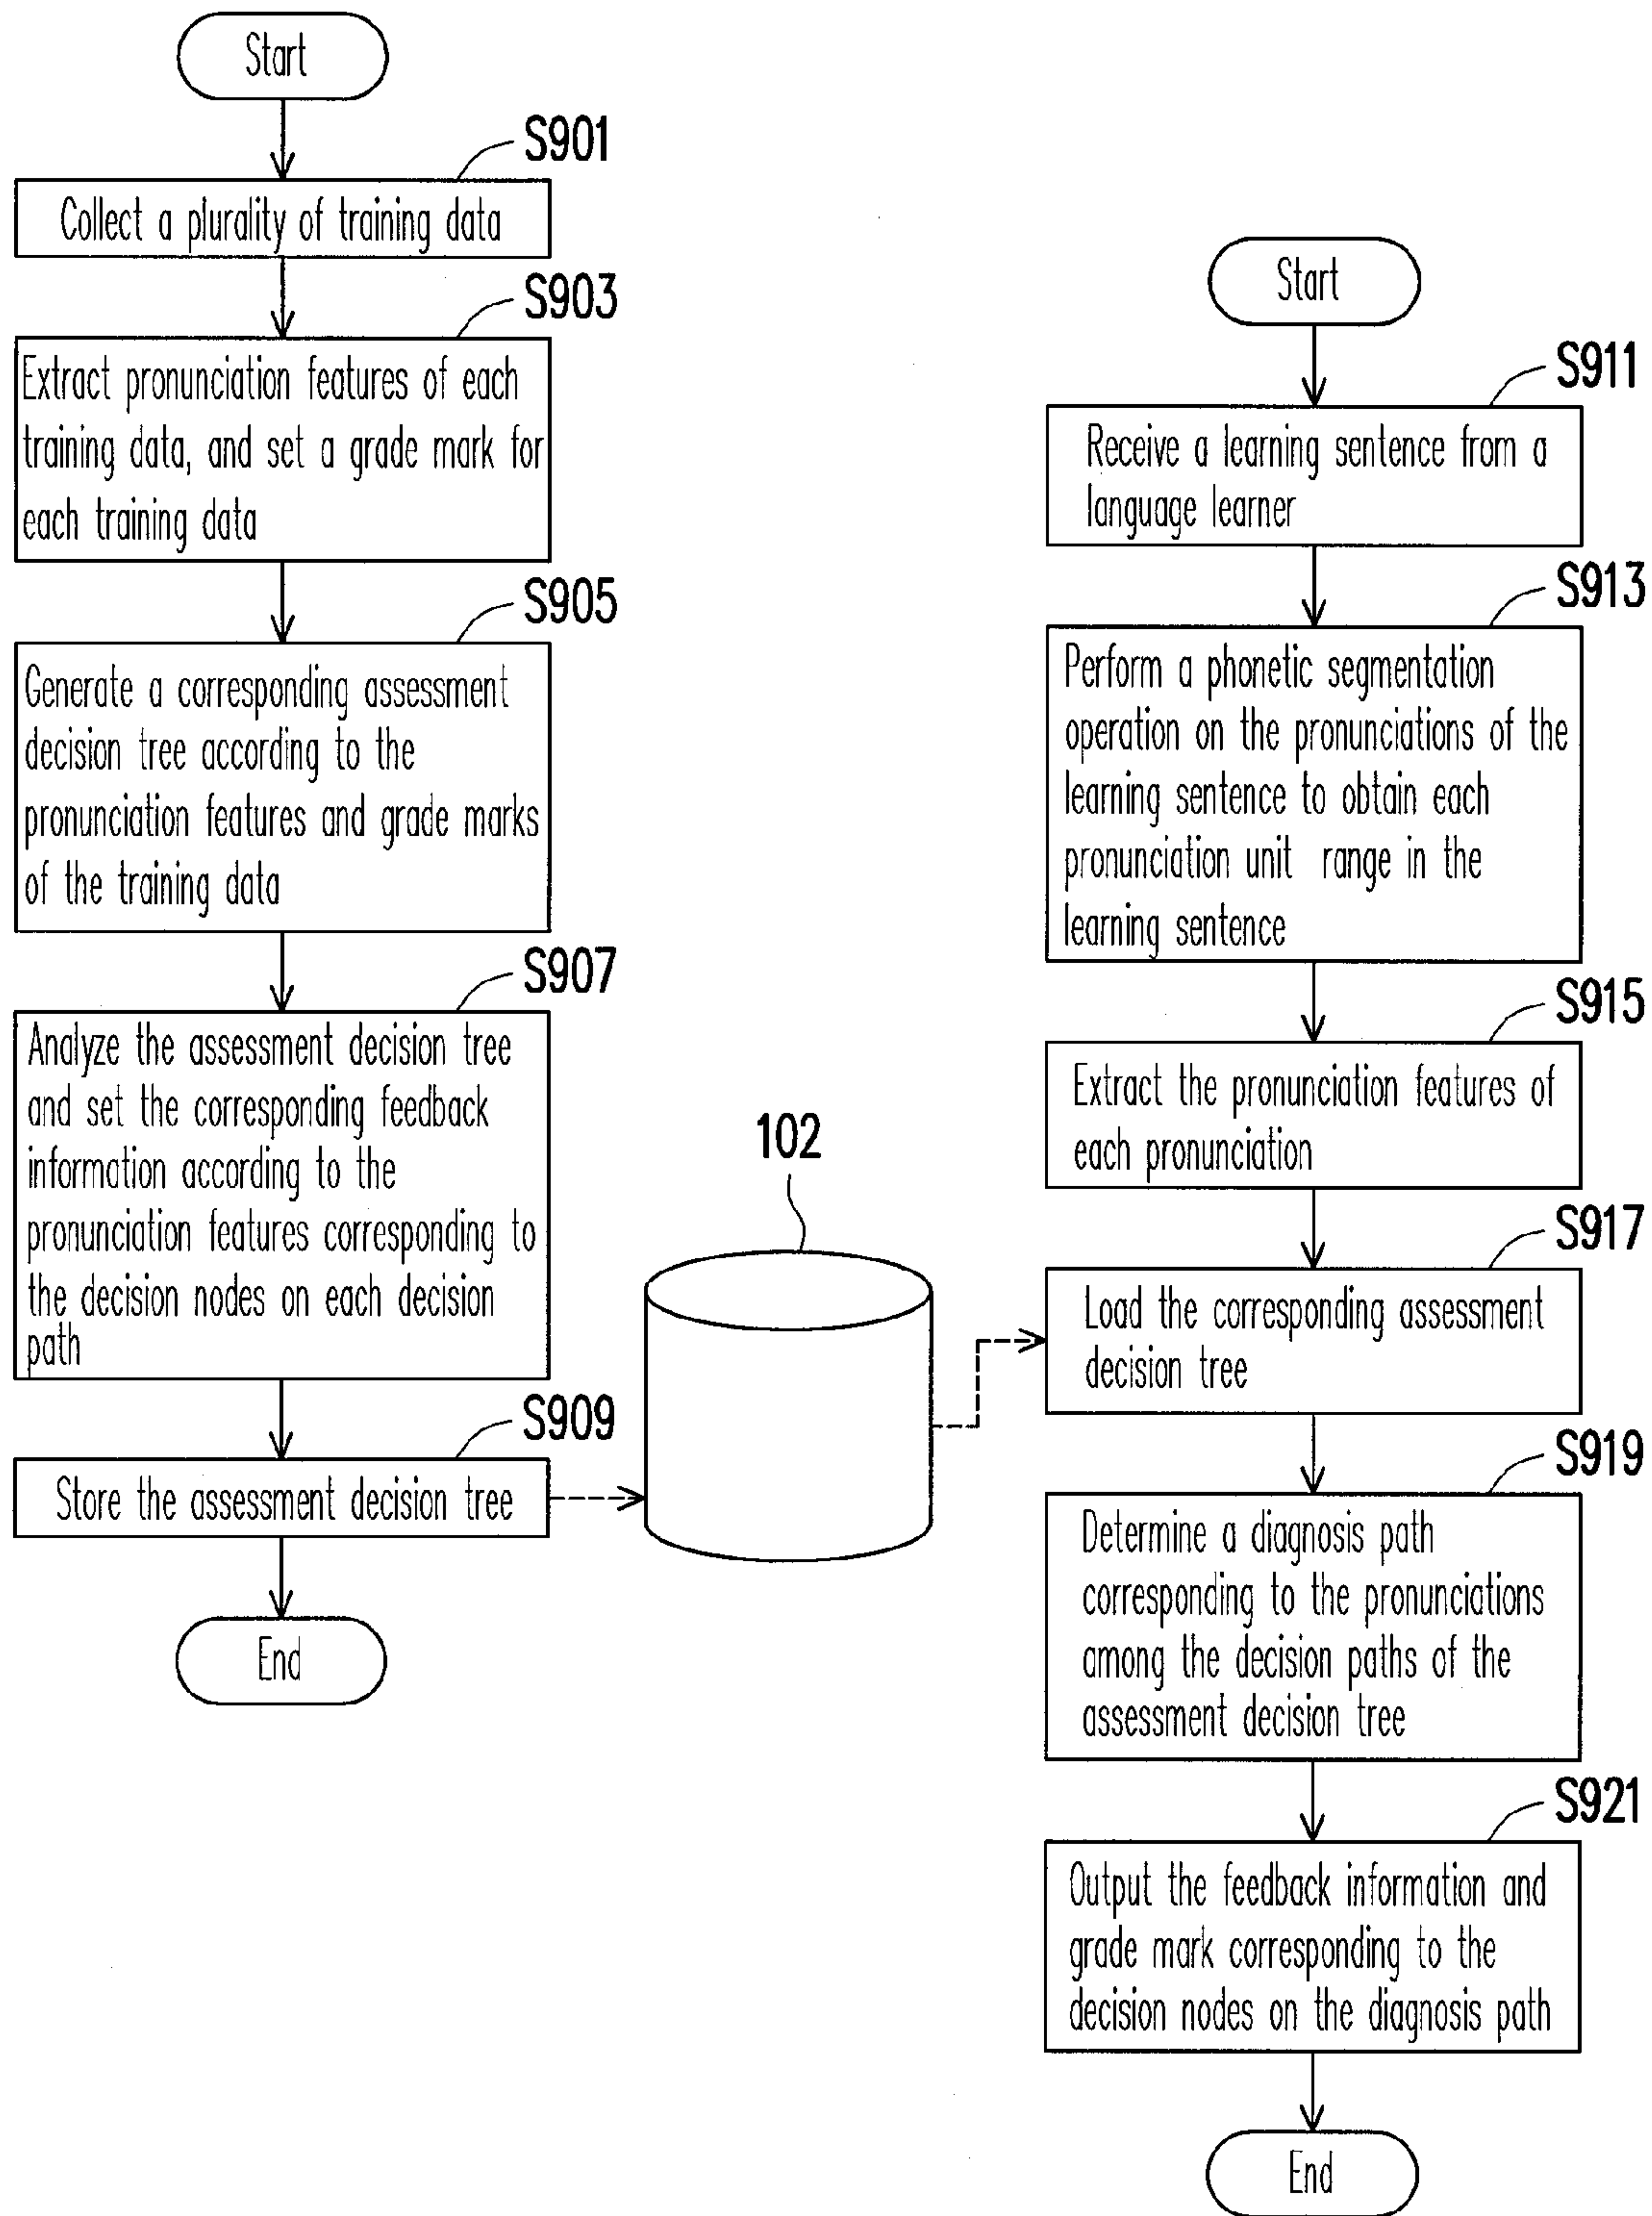 Start
S901
Collect a plurality of training data
S903
Extract pronunciation features of each
training data, and set a grade mark for
each training data
S905
Generate a corresponding assessment
decision tree according to the
pronunciation features and grade marks
of the training data
S907
Analyze the assessment decision tree
and set the corresponding feedback
information according to the
pronunciation features corresponding to
the decision nodes on each decision
path
S909
Store the assessment decision tree
End
102
Start
S911
Receive a learning sentence from a
language learner
S913
Perform a phonetic segmentation
operation on the pronunciations of the
learning sentence to obtain each
pronunciation unit range in the
learning sentence
S915
Extract the pronunciation features of
each pronunciation
S917
Load the corresponding assessment
decision tree
S919
Determine a diagnosis path
corresponding to the pronunciations
among the decision paths of the
assessment decision tree
S921
Output the feedback information and
grade mark corresponding to the
decision nodes on the diagnosis path
End